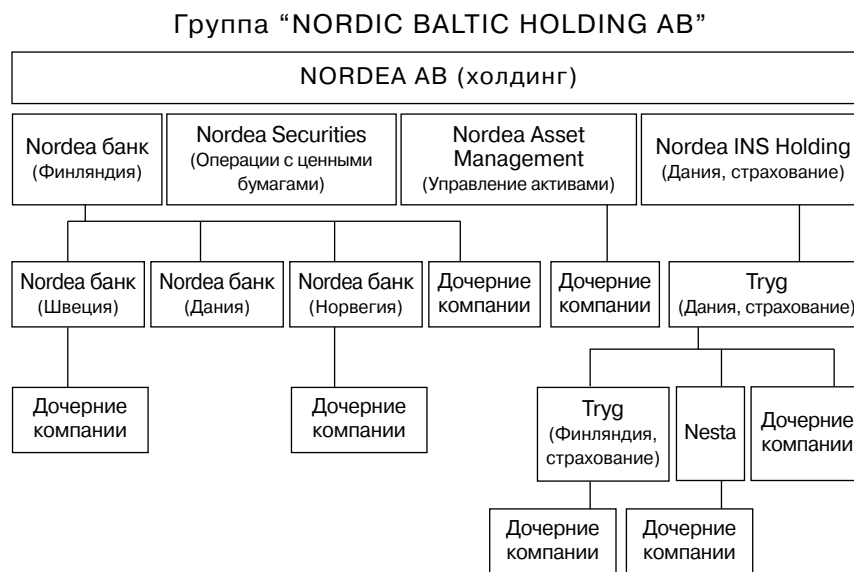 Группа “NORDIC BALTIC HOLDING AB”
NORDEA AB (холдинг)
Nordea банк
(Финляндия)
Nordea Securities
(Операции с ценными
бумагами)
Nordea Asset
Management
(Управление активами)
Nordea INS Holding
(Дания, страхование)
Nordea банк
(Швеция)
Nordea банк
(Дания)
Nordea банк
(Норвегия)
Дочерние
компании
Дочерние
компании
Tryg
(Дания, страхование)
Дочерние
компании
Дочерние
компании
Tryg
(Финляндия,
страхование)
Nesta
Дочерние
компании
Дочерние
компании
Дочерние
компании